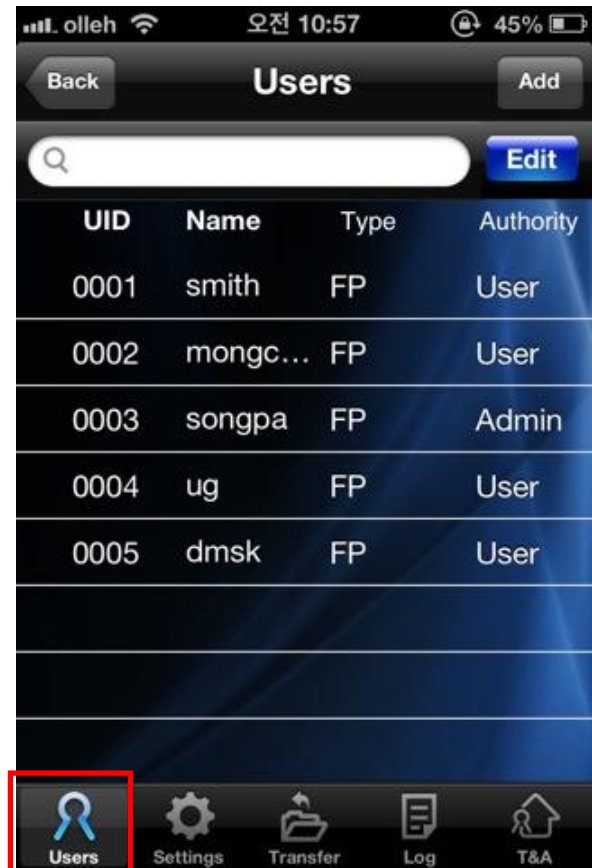 olleh 오전 10:57 45%
Back Users Add
Edit
UID Name Type Authority
0001 smith FP User
0002 mongc... FP User
0003 songpa FP Admin
0004 ug FP User
0005 dmsk FP User
Users Settings Transfer Log T&A